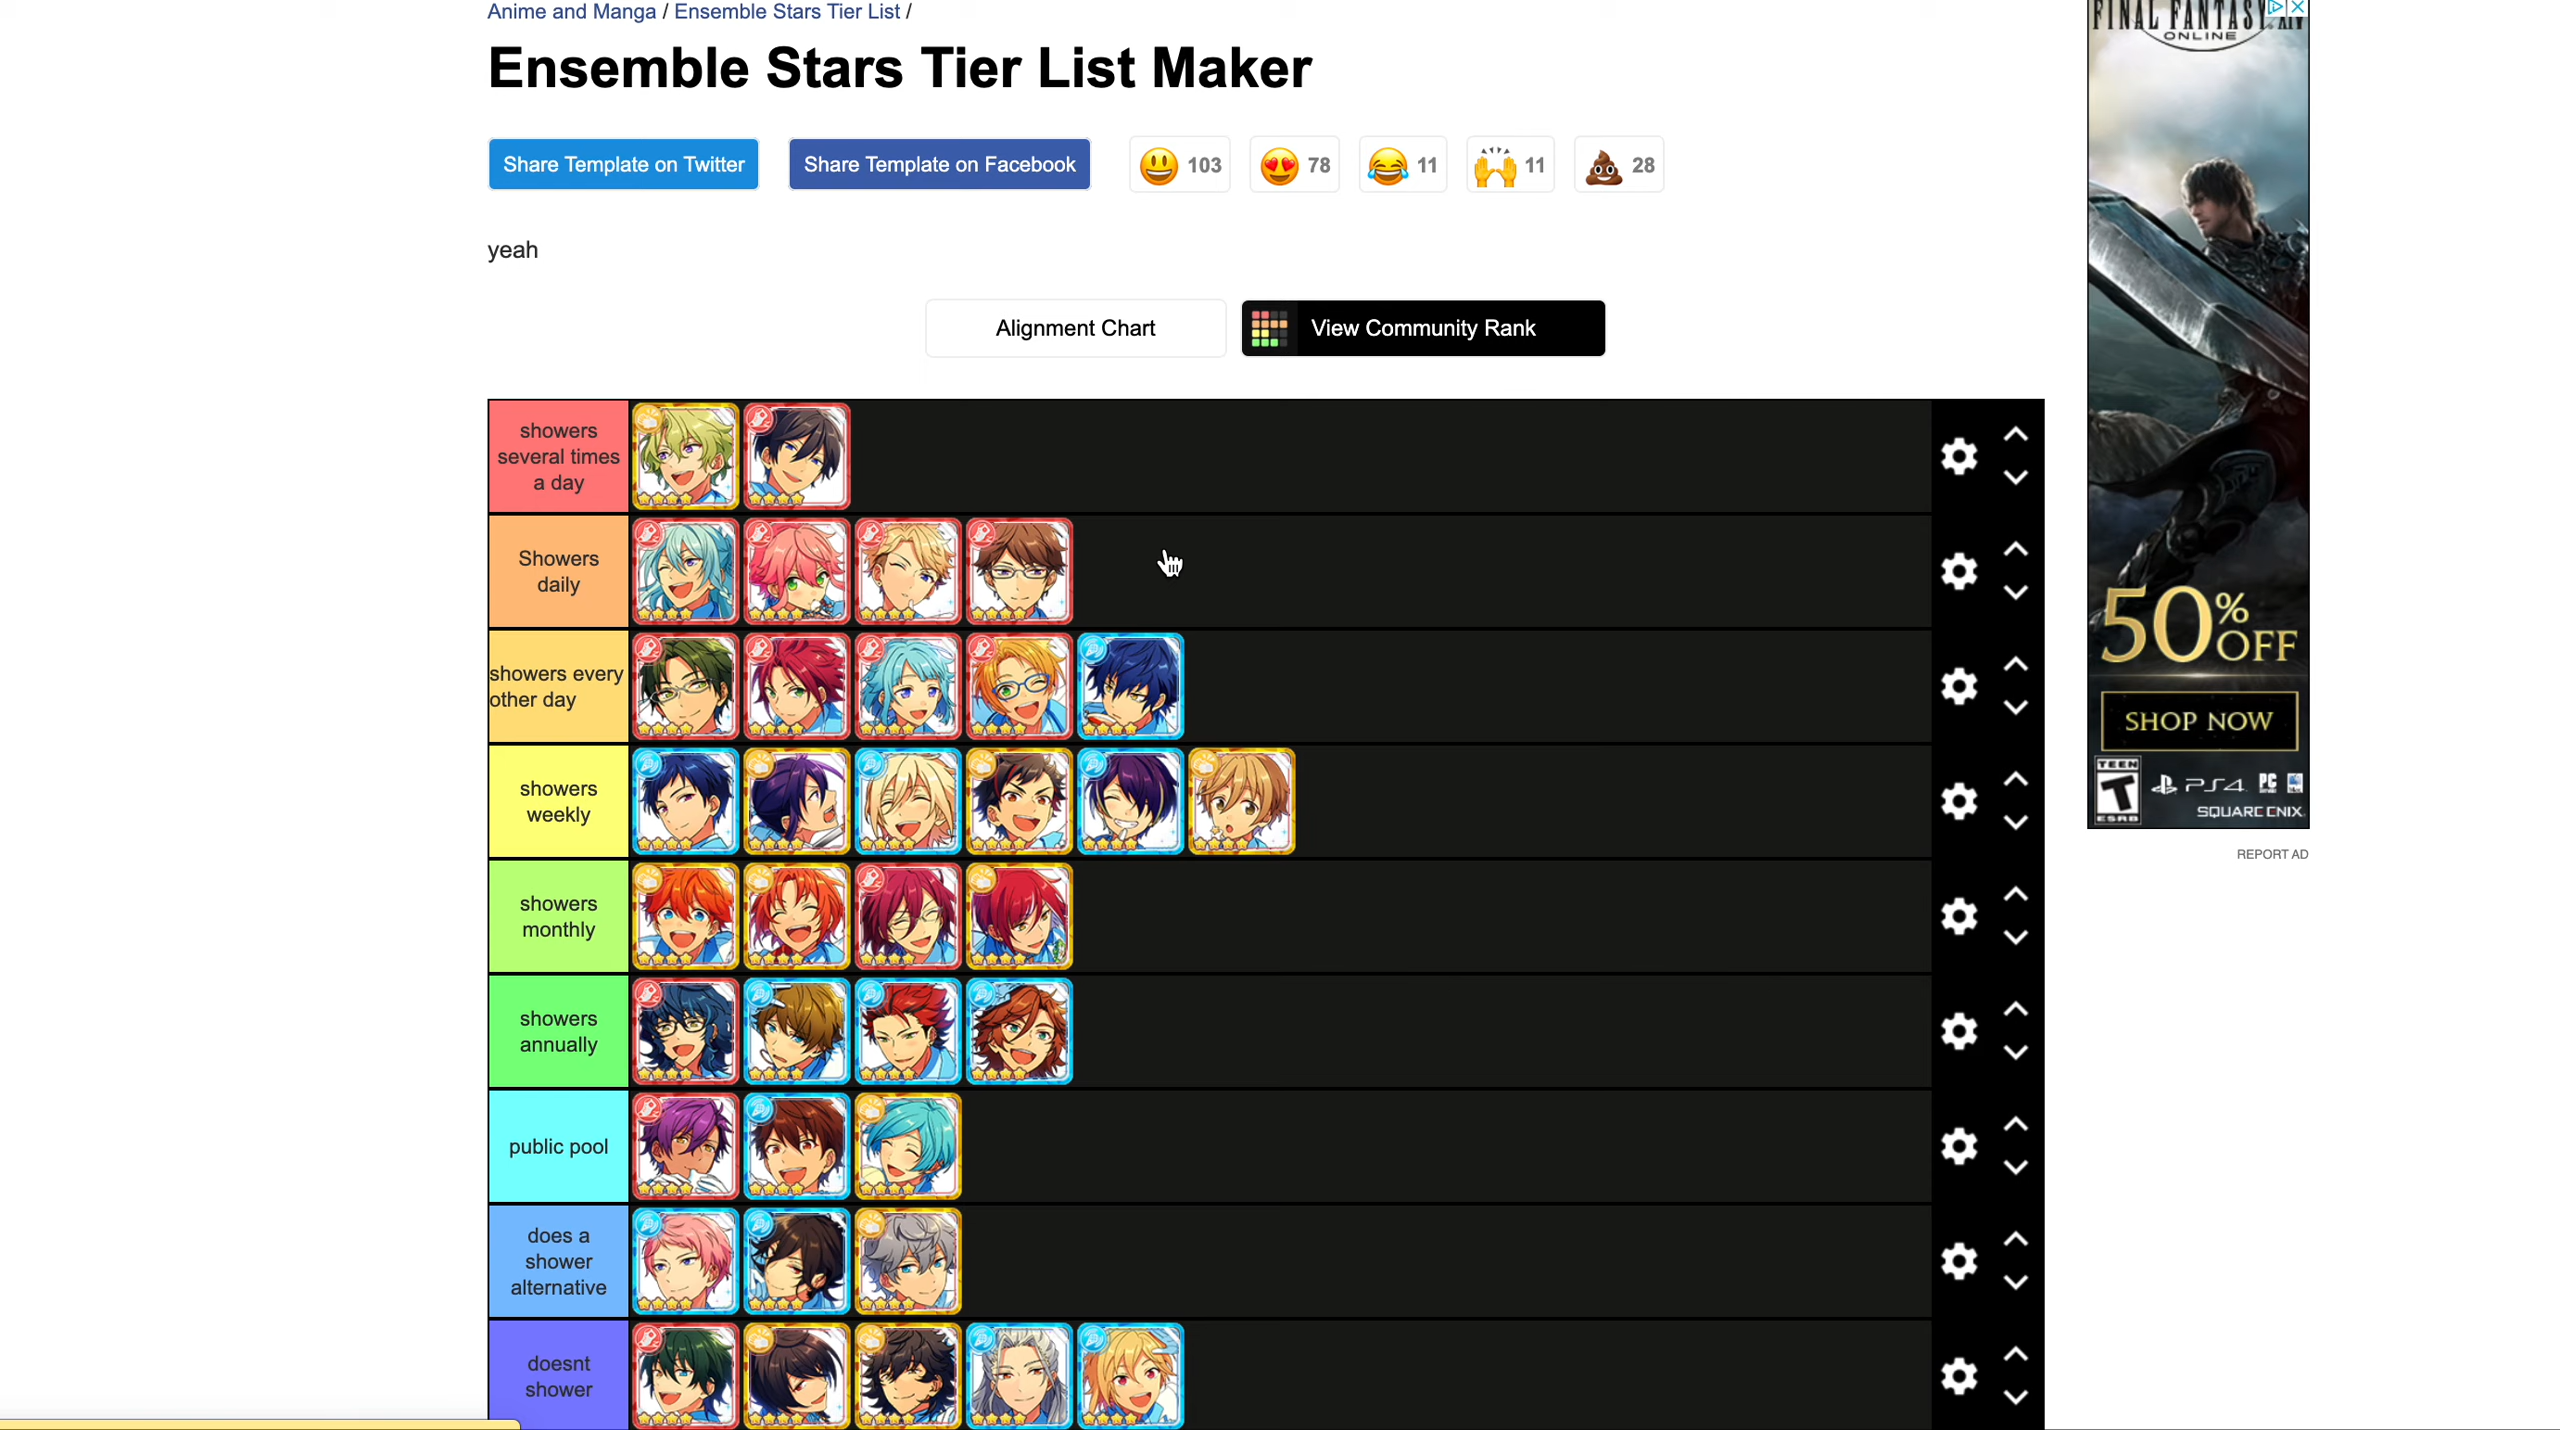 Anime and Manga / Ensemble Stars Tier List /
Ensemble Stars Tier List Maker
Share Template on Twitter
Share Template on Facebook
103
78
11
11
28
yeah
Alignment Chart
View Community Rank
showers
several times
a day
Showers
daily
showers every
other day
showers
weekly
showers
monthly
showers
annually
public pool
does a
shower
alternative
doesnt
shower
FINAL FANTASY XIV
ONLINE
50% OFF
SHOP NOW
TEEN
T
ESRB
PS4 PC
SQUARE ENIX
REPORT AD